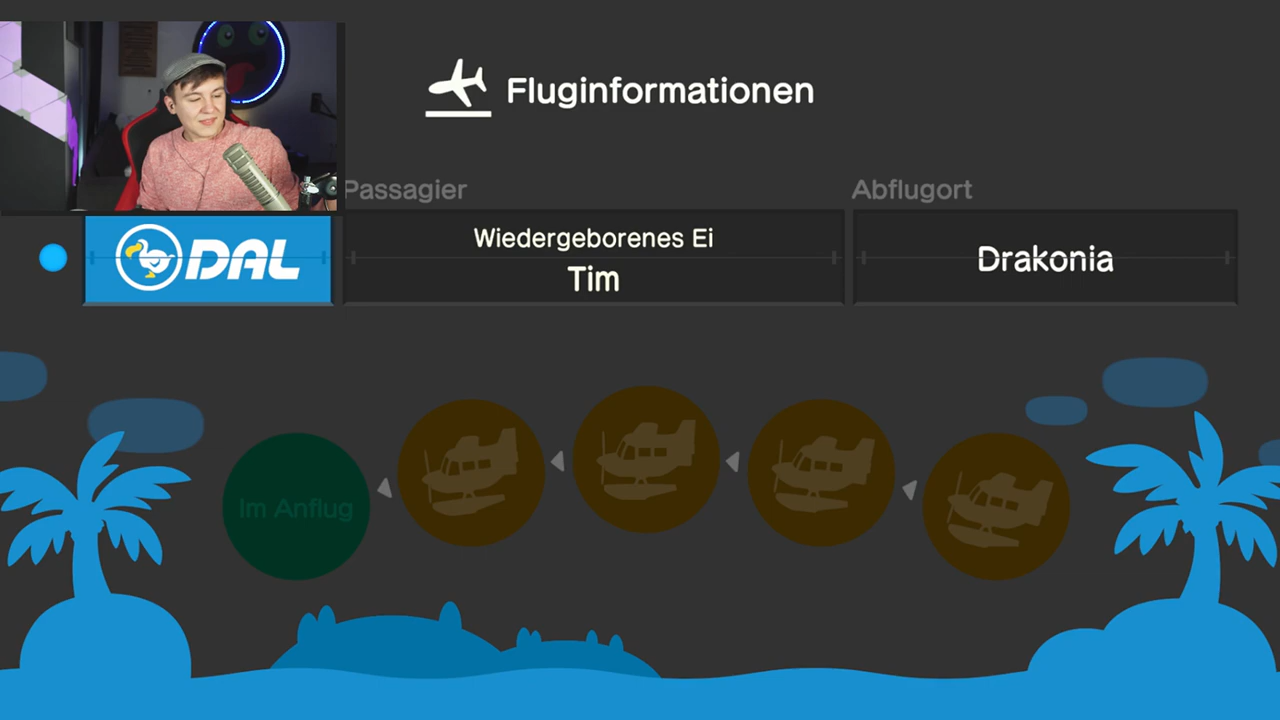 Fluginformationen
Passagier
Abflugort
DAL
Wiedergeborenes Ei
Tim
Drakonia
Im Anflug